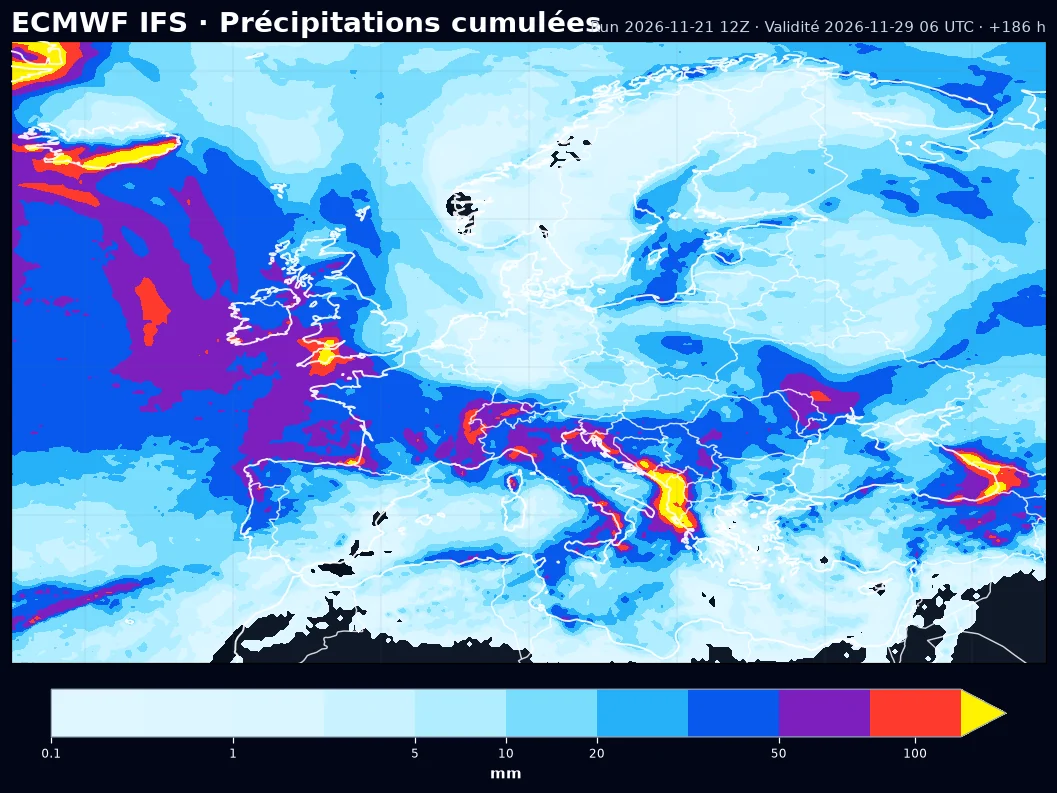 ECMWF IFS · Précipitations cumulées
Run 2026-11-21 12Z · Validité 2026-11-29 06 UTC · +186 h
0.1 1 5 10 20 50 100
mm